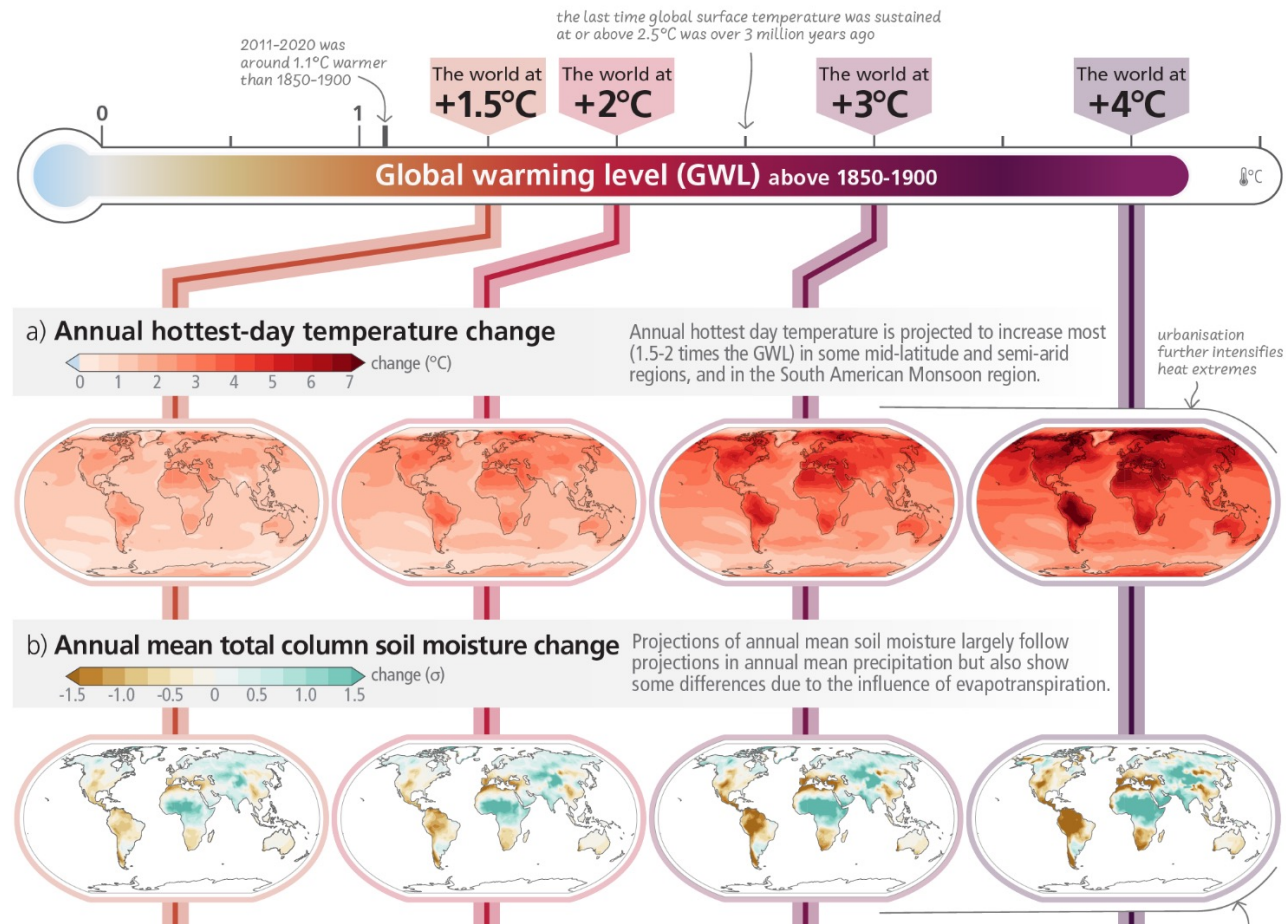 the last time global surface temperature was sustained
at or above 2.5°C was over 3 million years ago
2011-2020 was
around 1.1°C warmer
than 1850-1900
The world at
+1.5°C
The world at
+2°C
The world at
+3°C
The world at
+4°C
0
1
Global warming level (GWL) above 1850-1900
°C
a) Annual hottest-day temperature change
change (°C)
0 1 2 3 4 5 6 7
Annual hottest day temperature is projected to increase most
(1.5-2 times the GWL) in some mid-latitude and semi-arid
regions, and in the South American Monsoon region.
urbanisation
further intensifies
heat extremes
b) Annual mean total column soil moisture change
change (σ)
-1.5 -1.0 -0.5 0 0.5 1.0 1.5
Projections of annual mean soil moisture largely follow
projections in annual mean precipitation but also show
some differences due to the influence of evapotranspiration.